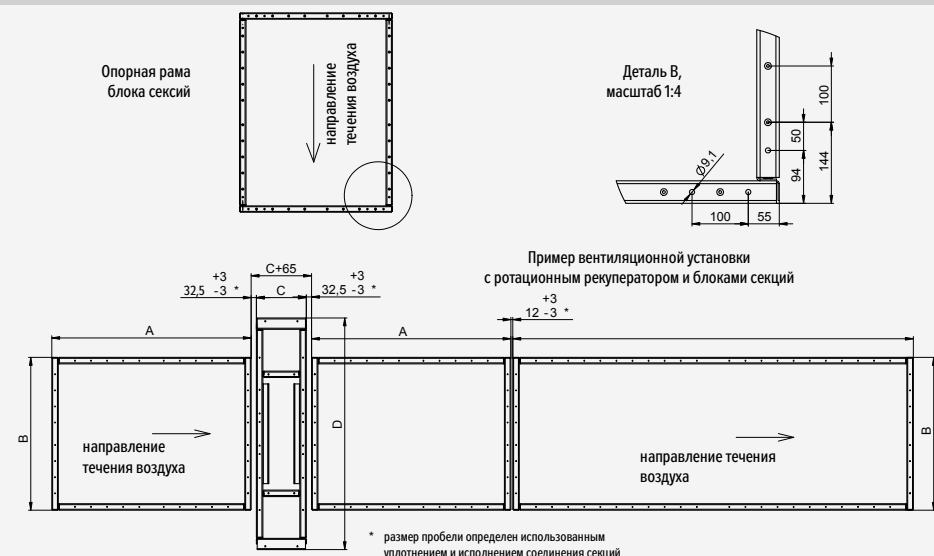 Опорная рама
блока сексий
направление
течения воздуха
Деталь B,
масштаб 1:4
100
50
144
94
Ø9,1
100
55
Пример вентиляционной установки
с ротационным рекуператором и блоками секций
C+65
+3
32,5 -3 *
C
+3
32,5 -3 *
+3
12 -3 *
A
A
B
D
B
направление
течения воздуха
направление течения
воздуха
* размер пробели определен использованным
уплотнением и исполнением соединения секций